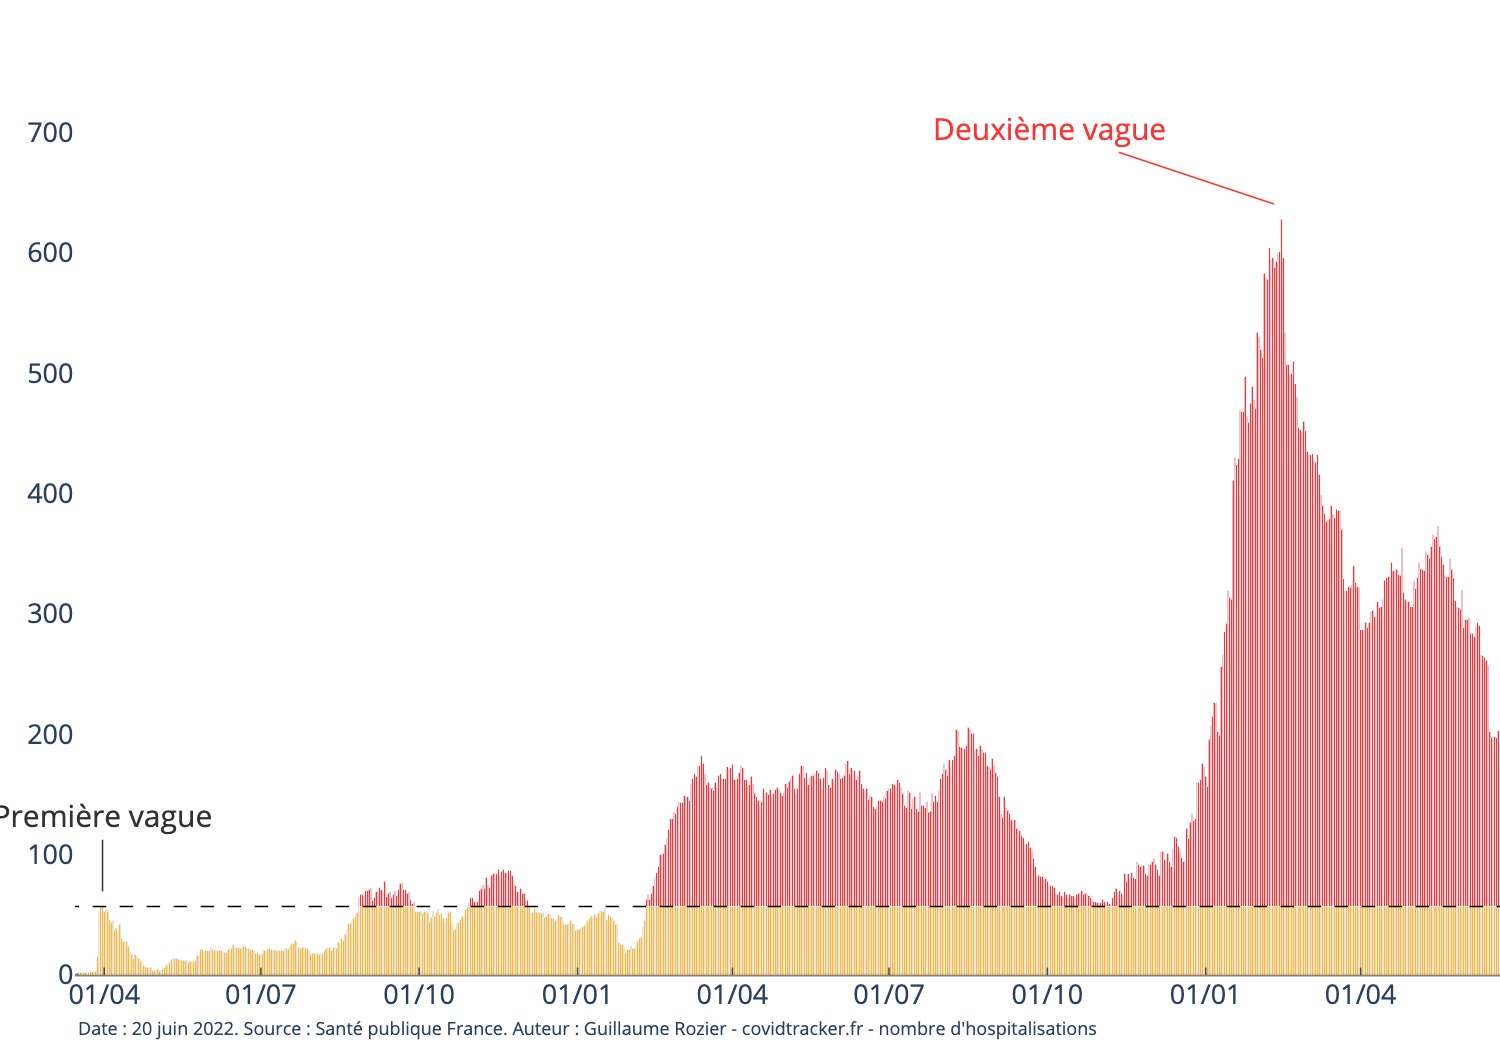 Deuxième vague
700
600
500
400
300
200
Première vague
100
0
01/04 01/07 01/10 01/01 01/04 01/07 01/10 01/01 01/04
Date : 20 juin 2022. Source : Santé publique France. Auteur : Guillaume Rozier - covidtracker.fr - nombre d'hospitalisations